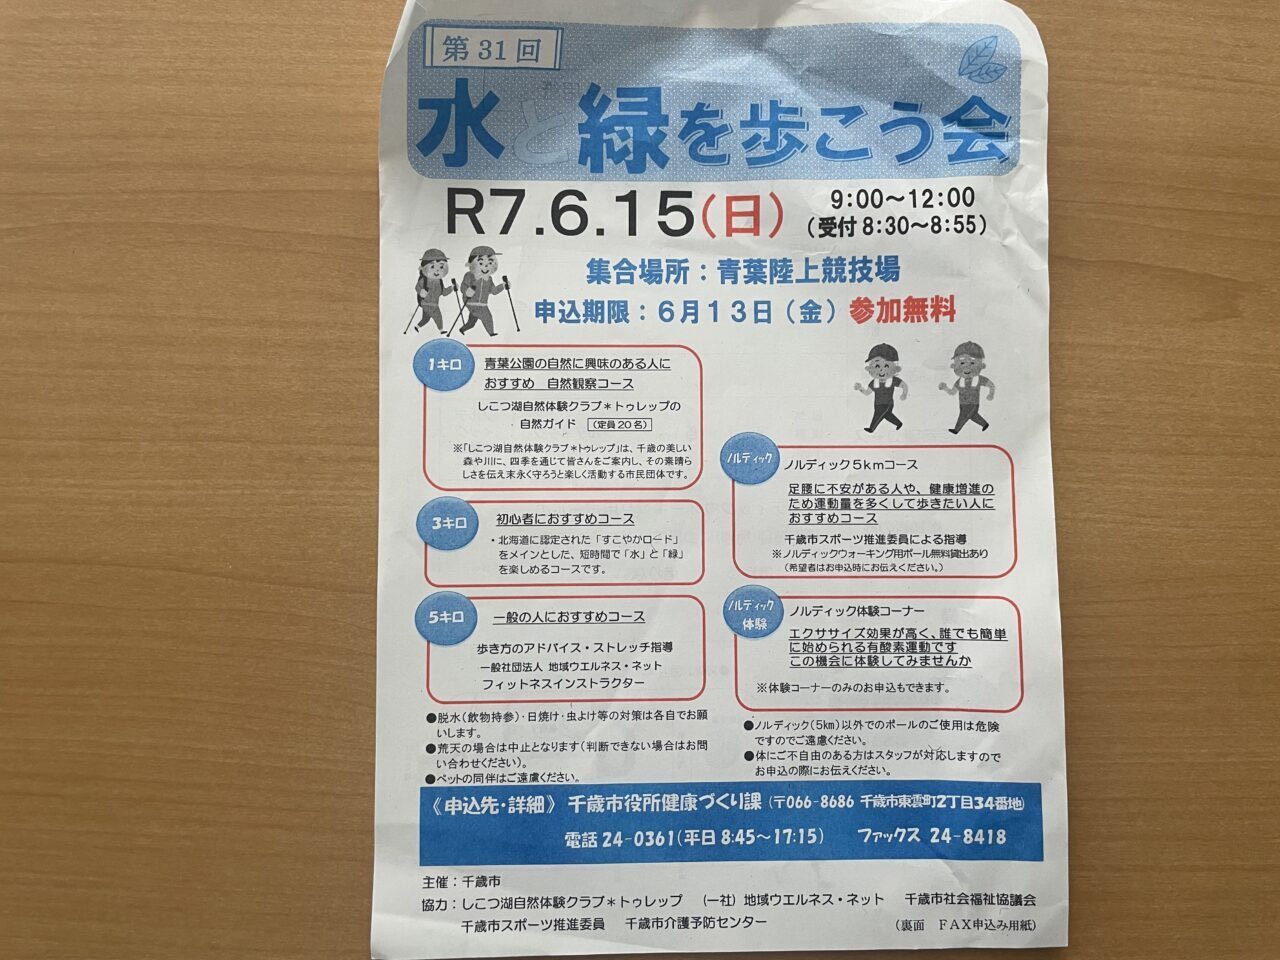 第31回
水と緑を歩こう会
R7.6.15(日)
9:00～12:00
(受付8:30～8:55)
集合場所：青葉陸上競技場
申込期限：6月13日(金) 参加無料
1キロ
青葉公園の自然に興味のある人に
おすすめ 自然観察コース
しこつ湖自然体験クラブ＊トゥレップの
自然ガイド (定員20名)
※「しこつ湖自然体験クラブ＊トゥレップ」は、千歳の美しい
森や川に、四季を通じて皆さんをご案内し、その素晴ら
しさを伝え末永く守ろうと楽しく活動する市民団体です。
3キロ
初心者におすすめコース
・北海道に認定された「すこやかロード」
をメインとした、短時間で「水」と「緑」
を楽しめるコースです。
5キロ
一般の人におすすめコース
歩き方のアドバイス・ストレッチ指導
一般社団法人 地域ウエルネス・ネット
フィットネスインストラクター
●脱水(飲物持参)・日焼け・虫よけ等の対策は各自でお願
いします。
●荒天の場合は中止となります(判断できない場合はお問
い合わせください)。
●ペットの同伴はご遠慮ください。
ノルディック
ノルディック5kmコース
足腰に不安がある人や、健康増進の
ため運動量を多くして歩きたい人に
おすすめコース
千歳市スポーツ推進委員による指導
※ノルディックウォーキング用ポール無料貸出あり
(希望者はお申込時にお伝えください。)
ノルディック
体験
ノルディック体験コーナー
エクササイズ効果が高く、誰でも簡単
に始められる有酸素運動です
この機会に体験してみませんか
※体験コーナーのみのお申込もできます。
●ノルディック(5km)以外でのポールのご使用は危険
ですのでご遠慮ください。
●体にご不自由のある方はスタッフが対応しますので
お申込の際にお伝えください。
《申込先・詳細》 千歳市役所健康づくり課 (〒066-8686 千歳市東雲町2丁目34番地)
電話 24-0361(平日 8:45～17:15) ファックス 24-8418
主催：千歳市
協力：しこつ湖自然体験クラブ＊トゥレップ (一社) 地域ウエルネス・ネット 千歳市社会福祉協議会
千歳市スポーツ推進委員 千歳市介護予防センター
(裏面 FAX申込み用紙)